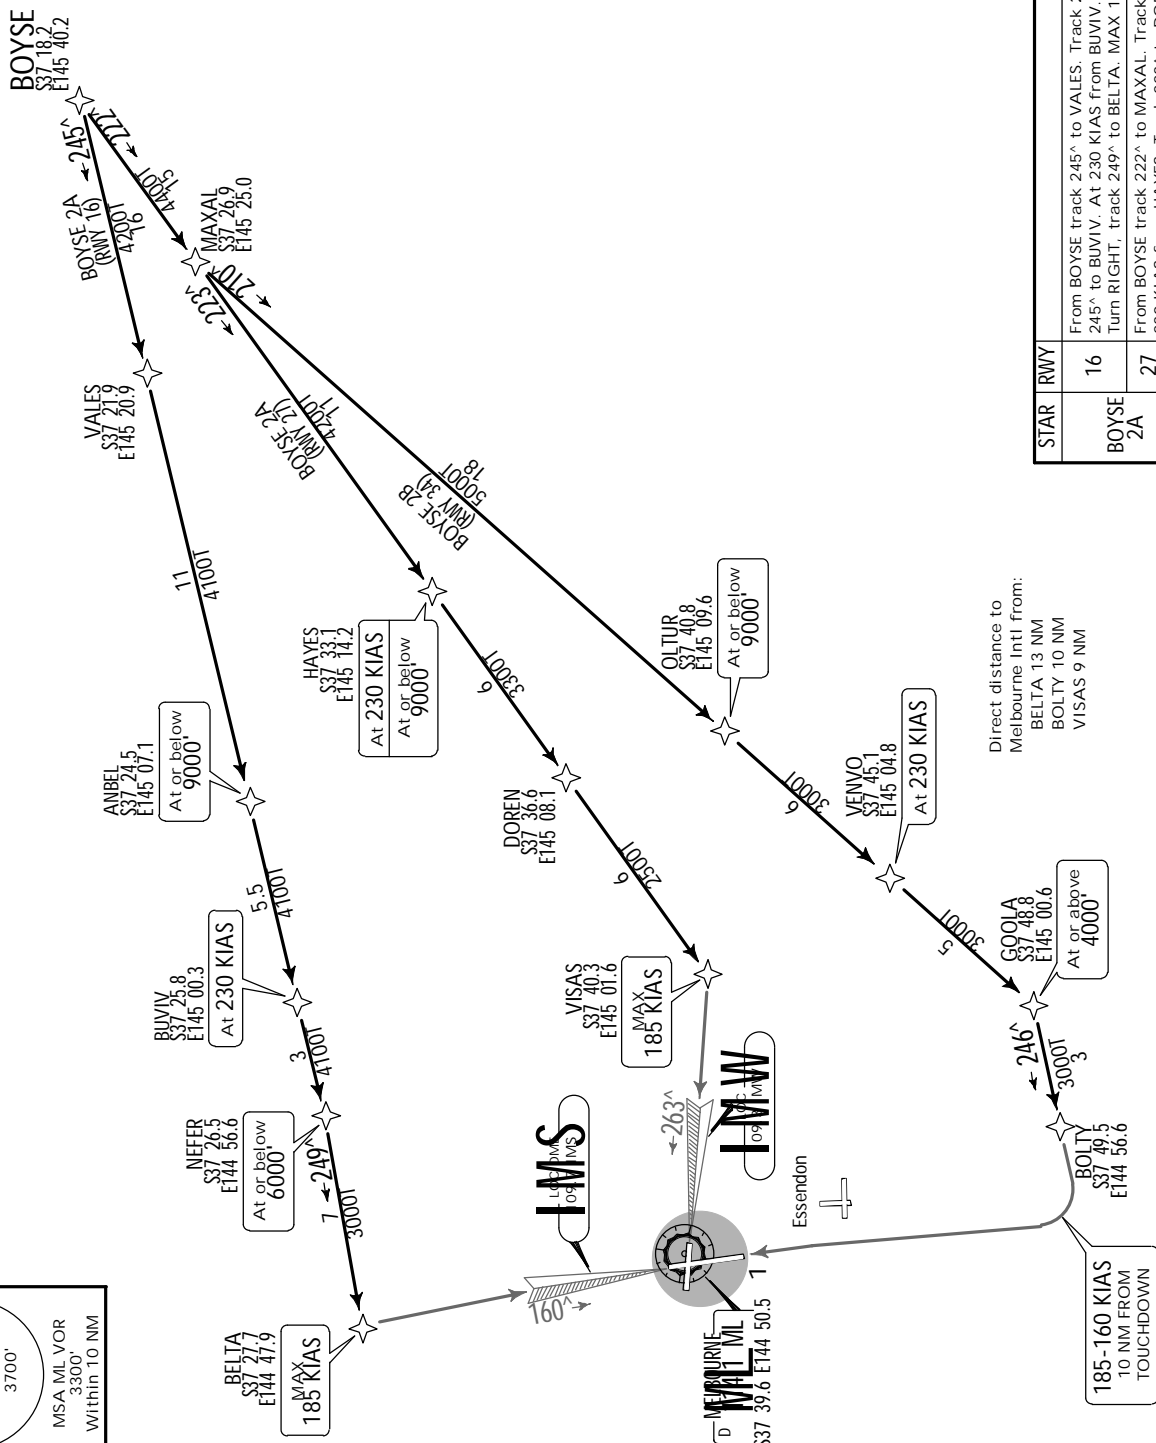 BOYSE
S37 18.2
E145 40.2
245^
222^
BOYSE 2A
(RWY 16)
4200T
16
4400T
15
MAXAL
S37 26.9
E145 25.0
223^
210^
VALES
S37 21.9
E145 20.9
BOYSE 2A
(RWY 27)
4200T
11
BOYSE 2B
(RWY 34)
5000T
18
11
4100T
HAYES
S37 33.1
E145 14.2
At 230 KIAS
At or below
9000'
OLTUR
S37 40.8
E145 09.6
At or below
9000'
ANBEL
S37 24.5
E145 07.1
At or below
9000'
6
3300T
DOREN
S37 36.6
E145 08.1
6
3000T
VENVO
S37 45.1
E145 04.8
At 230 KIAS
5.5
4100T
6
2500T
5
3000T
BUVIV
S37 25.8
E145 00.3
At 230 KIAS
VISAS
S37 40.3
E145 01.6
MAX
185 KIAS
GOOLA
S37 48.8
E145 00.6
At or above
4000'
3
4100T
246^
3000T
3
NEFER
S37 26.5
E144 56.6
At or below
6000'
249^
7
3000T
IMS
263^
IMW
BOLTY
S37 49.5
E144 56.6
Essendon
BELTA
S37 27.7
E144 47.9
MAX
185 KIAS
160^
MELBOURNE
D
ML
S37 39.6 E144 50.5
1
185-160 KIAS
10 NM FROM
TOUCHDOWN
3700'
MSA ML VOR
3300'
Within 10 NM
Direct distance to
Melbourne Intl from:
BELTA 13 NM
BOLTY 10 NM
VISAS 9 NM
STAR RWY
BOYSE
2A
16
From BOYSE track 245^ to VALES. Track
245^ to BUVIV. At 230 KIAS from BUVIV.
Turn RIGHT, track 249^ to BELTA. MAX 1
27
From BOYSE track 222^ to MAXAL. Track